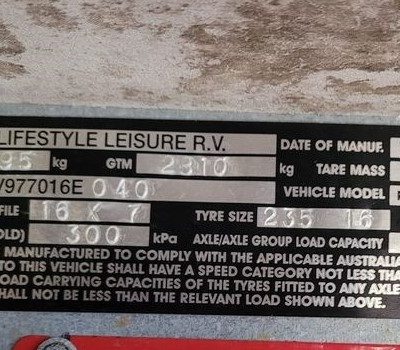 LIFESTYLE LEISURE R.V. DATE OF MANUF.
95 kg GTM 2310 kg TARE MASS
V977016E 040 VEHICLE MODEL
FILE 16 X 7 TYRE SIZE 235 16
OLD) 300 kPa AXLE/AXLE GROUP LOAD CAPACITY
MANUFACTURED TO COMPLY WITH THE APPLICABLE AUSTRALIA
TO THIS VEHICLE SHALL HAVE A SPEED CATEGORY NOT LESS THA
LOAD CARRYING CAPACITIES OF THE TYRES FITTED TO ANY AXLE
HALL NOT BE LESS THAN THE RELEVANT LOAD SHOWN ABOVE.